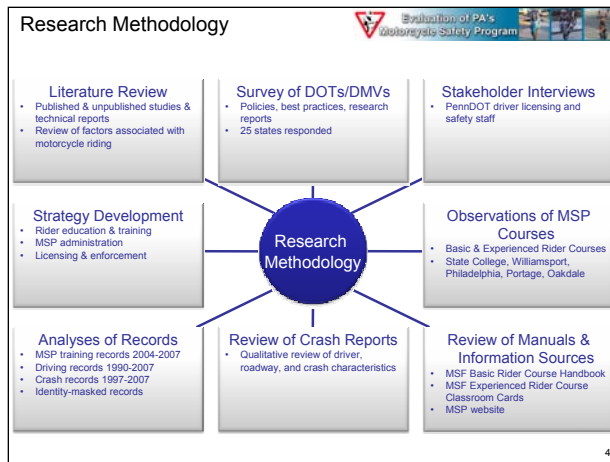 Research Methodology
Evaluation of PA's
Motorcycle Safety Program
Literature Review
• Published & unpublished studies &
technical reports
• Review of factors associated with
motorcycle riding
Survey of DOTs/DMVs
• Policies, best practices, research
reports
• 25 states responded
Stakeholder Interviews
• PennDOT driver licensing and
safety staff
Strategy Development
• Rider education & training
• MSP administration
• Licensing & enforcement
Research
Methodology
Observations of MSP
Courses
• Basic & Experienced Rider Courses
• State College, Williamsport,
Philadelphia, Portage, Oakdale
Analyses of Records
• MSP training records 2004-2007
• Driving records 1990-2007
• Crash records 1997-2007
• Identity-masked records
Review of Crash Reports
• Qualitative review of driver,
roadway, and crash characteristics
Review of Manuals &
Information Sources
• MSF Basic Rider Course Handbook
• MSF Experienced Rider Course
Classroom Cards
• MSP website
4